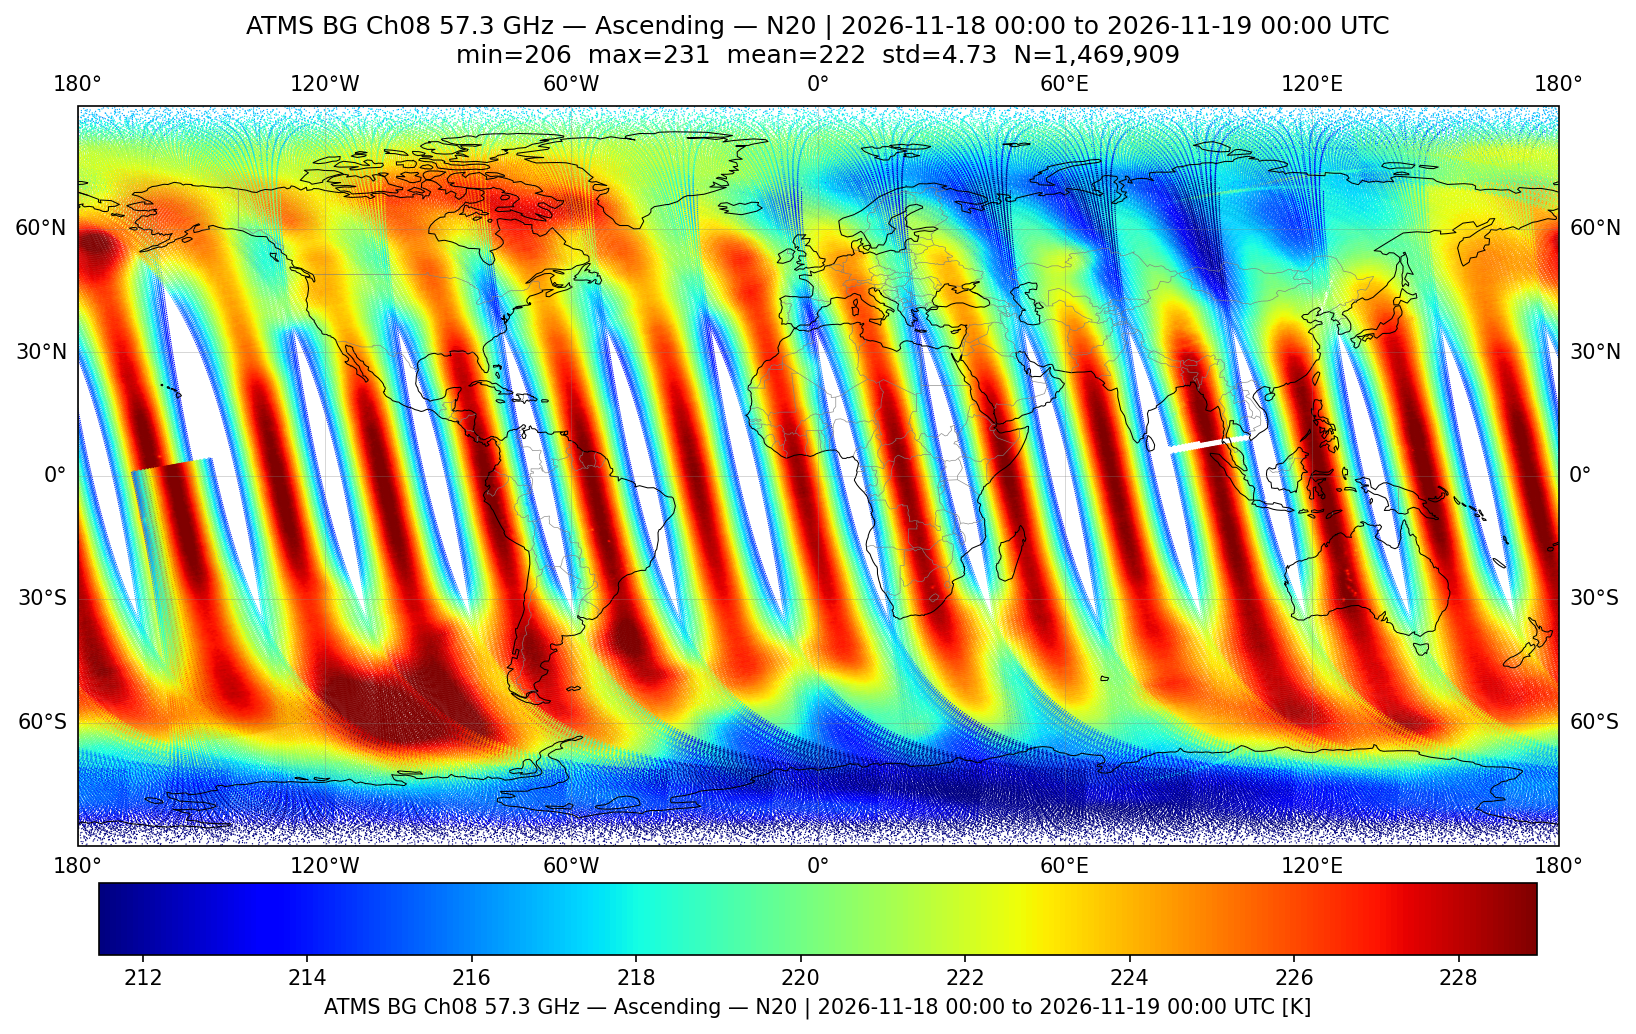 ATMS BG Ch08 57.3 GHz — Ascending — N20 | 2026-11-18 00:00 to 2026-11-19 00:00 UTC
min=206  max=231  mean=222  std=4.73  N=1,469,909
180° 120°W 60°W 0° 60°E 120°E 180°
60°N 60°N
30°N 30°N
0° 0°
30°S 30°S
60°S 60°S
180° 120°W 60°W 0° 60°E 120°E 180°
212 214 216 218 220 222 224 226 228
ATMS BG Ch08 57.3 GHz — Ascending — N20 | 2026-11-18 00:00 to 2026-11-19 00:00 UTC [K]